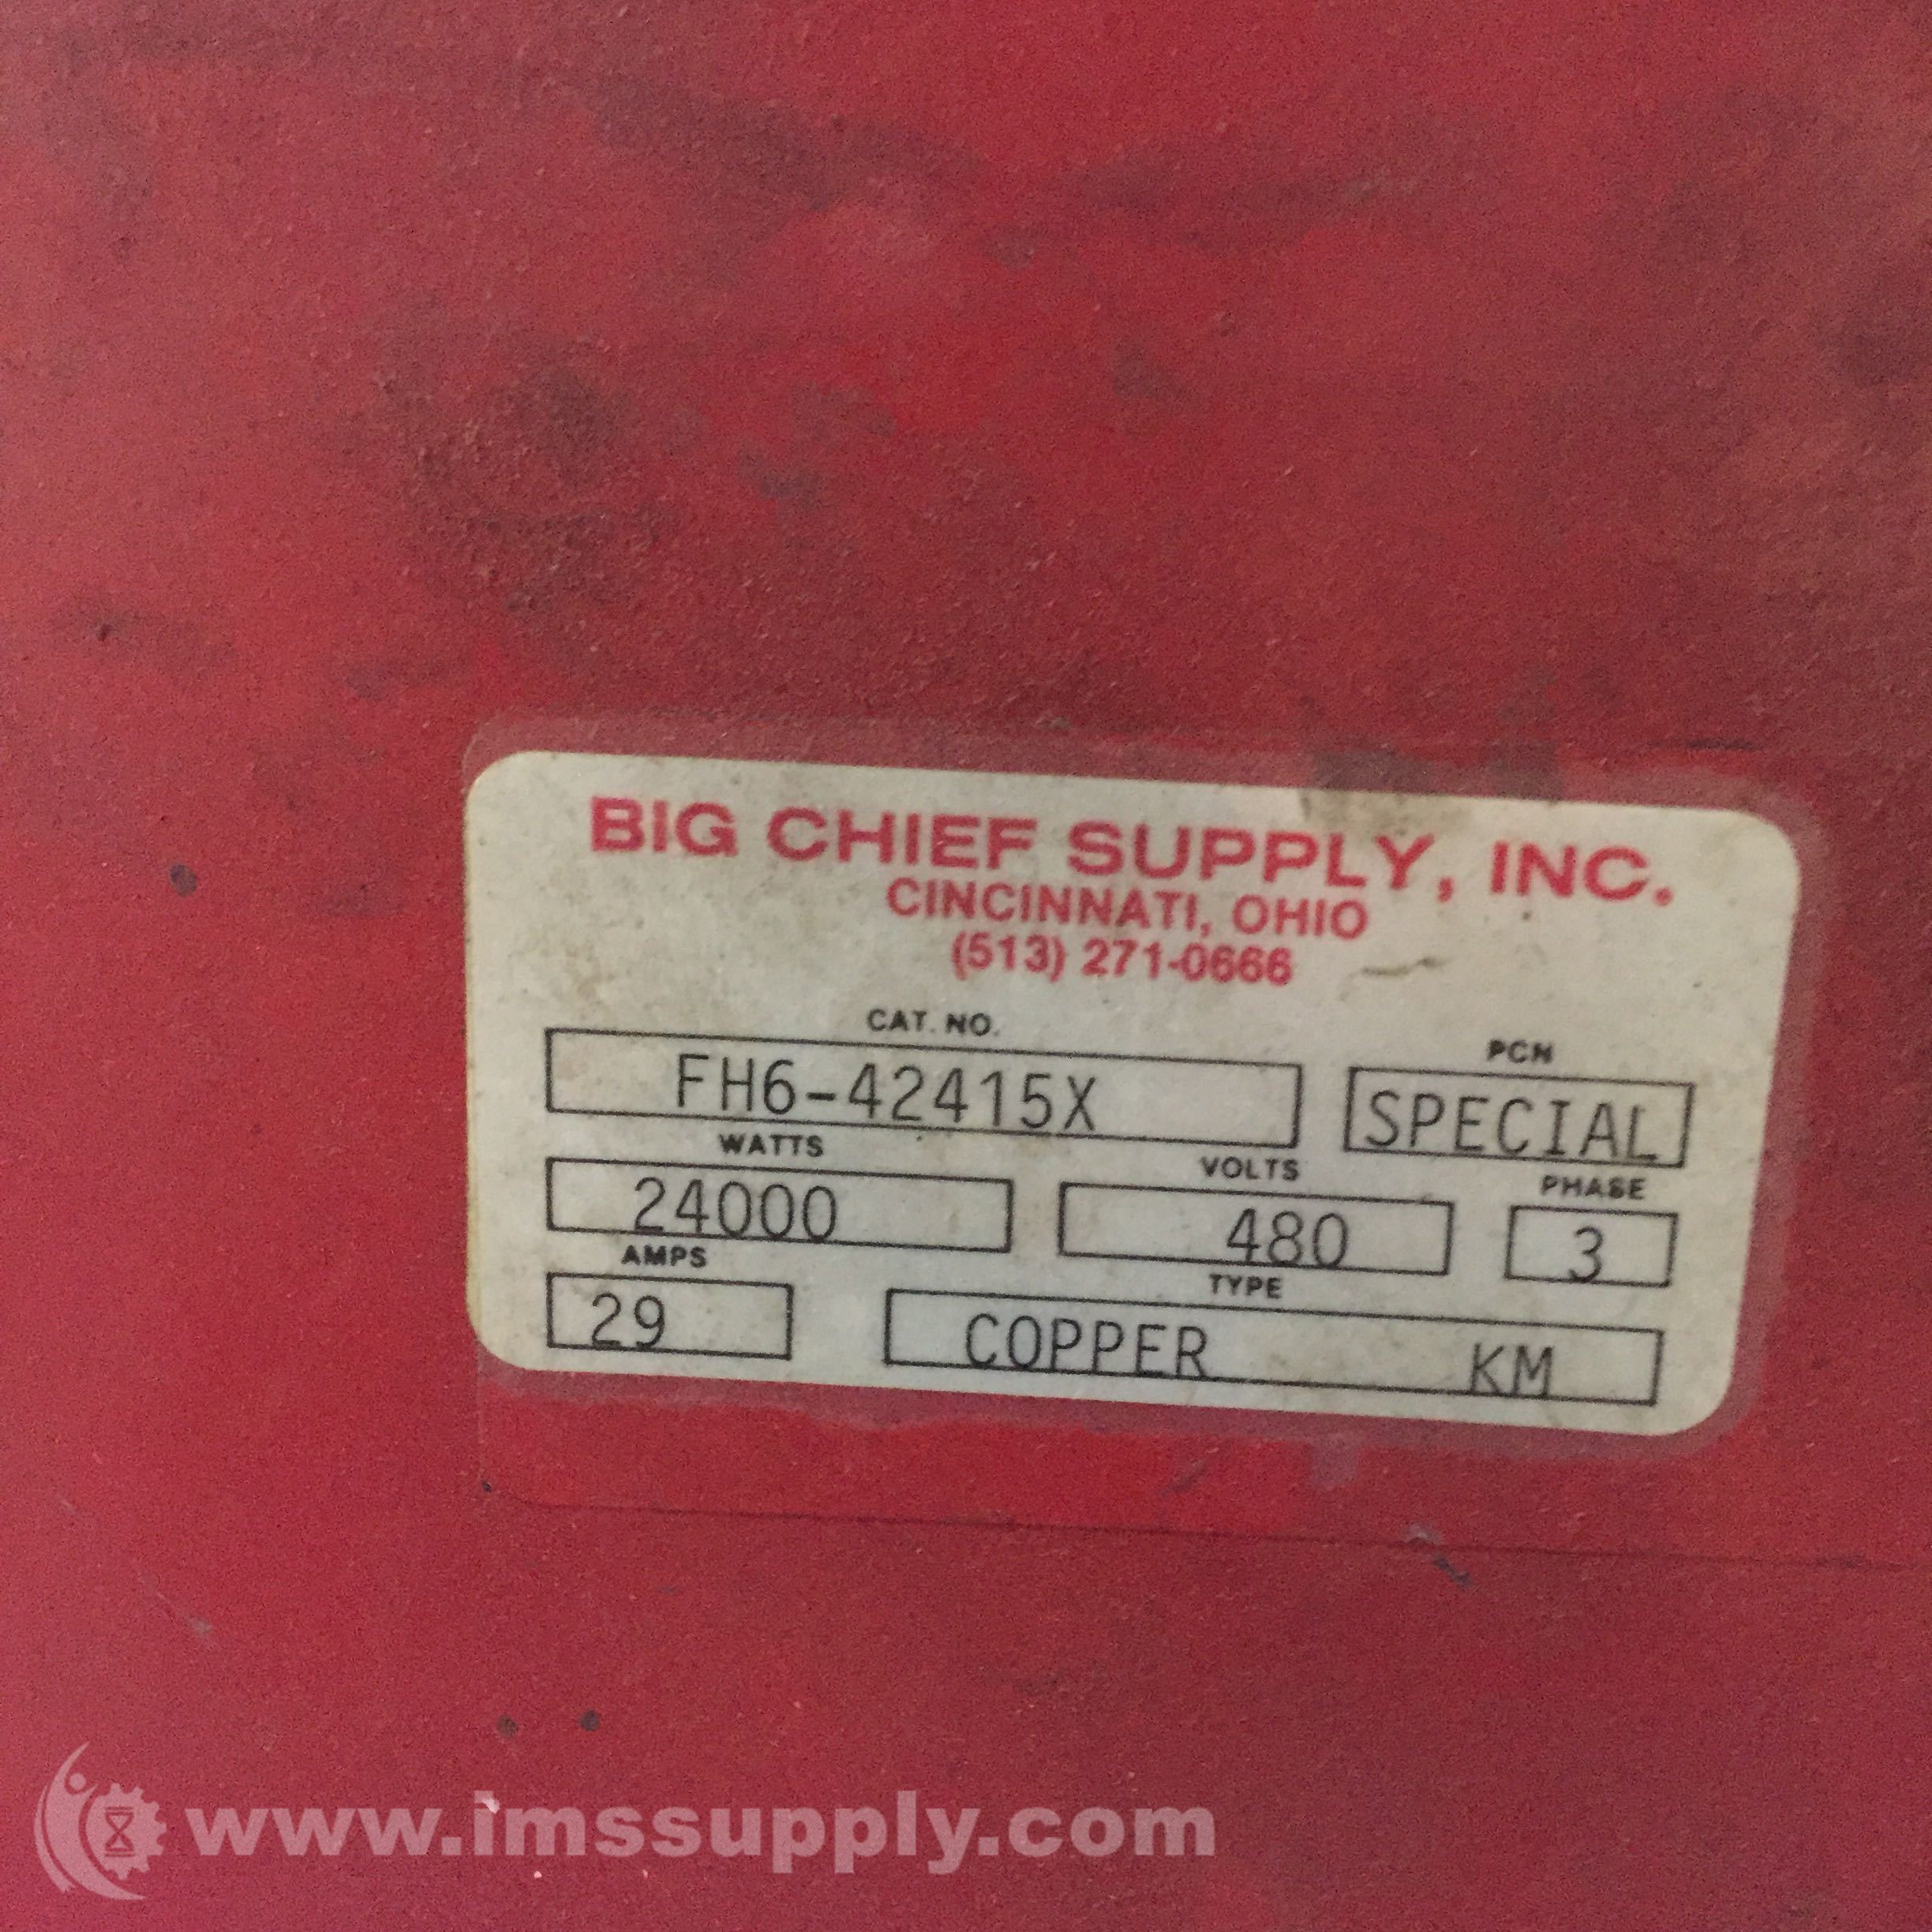 BIG CHIEF SUPPLY, INC.
CINCINNATI, OHIO
(513) 271-0666
CAT. NO. PCN
FH6-42415X SPECIAL
WATTS VOLTS PHASE
24000 480 3
AMPS TYPE
29 COPPER KM
www.imssupply.com